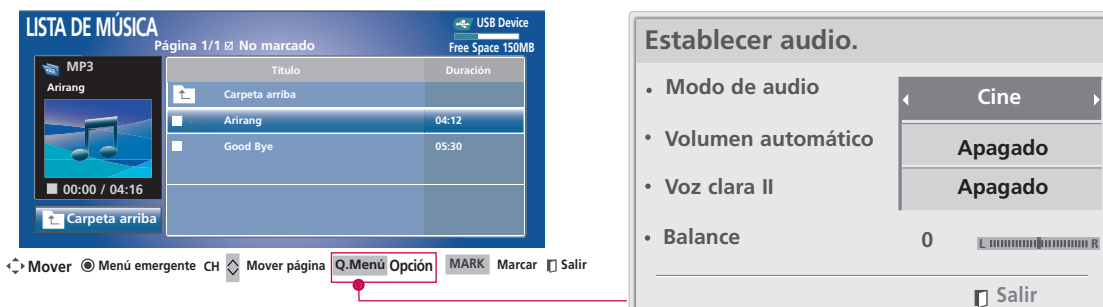 LISTA DE MÚSICA
Página 1/1 ☑ No marcado
USB Device
Free Space 150MB
MP3
Arirang
00:00 / 04:16
Carpeta arriba
Título Duración
Carpeta arriba
Arirang 04:12
Good Bye 05:30
Mover Menú emergente CH Mover página Q.Menú Opción MARK Marcar Salir
Establecer audio.
• Modo de audio Cine
• Volumen automático Apagado
• Voz clara II Apagado
• Balance 0 L R
Salir